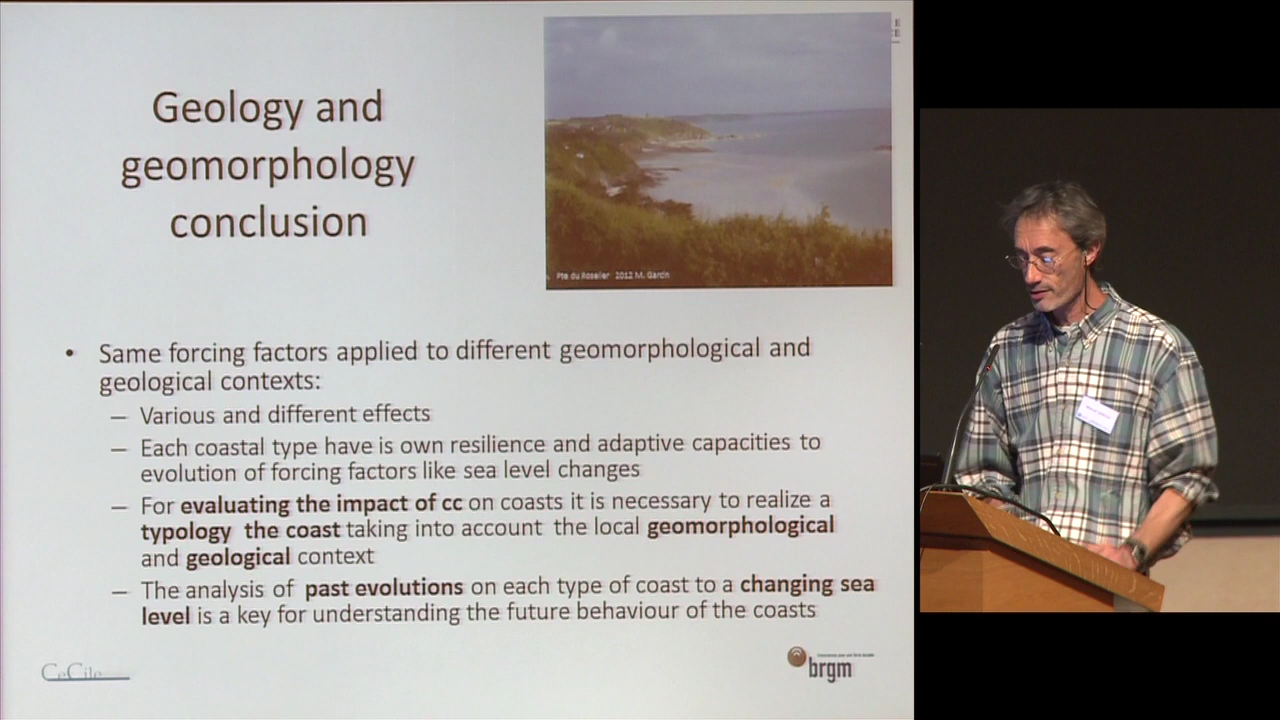 Geology and
geomorphology
conclusion
E
E
Pte du Roselier 2012 M. Garcin
• Same forcing factors applied to different geomorphological and
geological contexts:
– Various and different effects
– Each coastal type have is own resilience and adaptive capacities to
evolution of forcing factors like sea level changes
– For evaluating the impact of cc on coasts it is necessary to realize a
typology the coast taking into account the local geomorphological
and geological context
– The analysis of past evolutions on each type of coast to a changing sea
level is a key for understanding the future behaviour of the coasts
CeCile
brgm